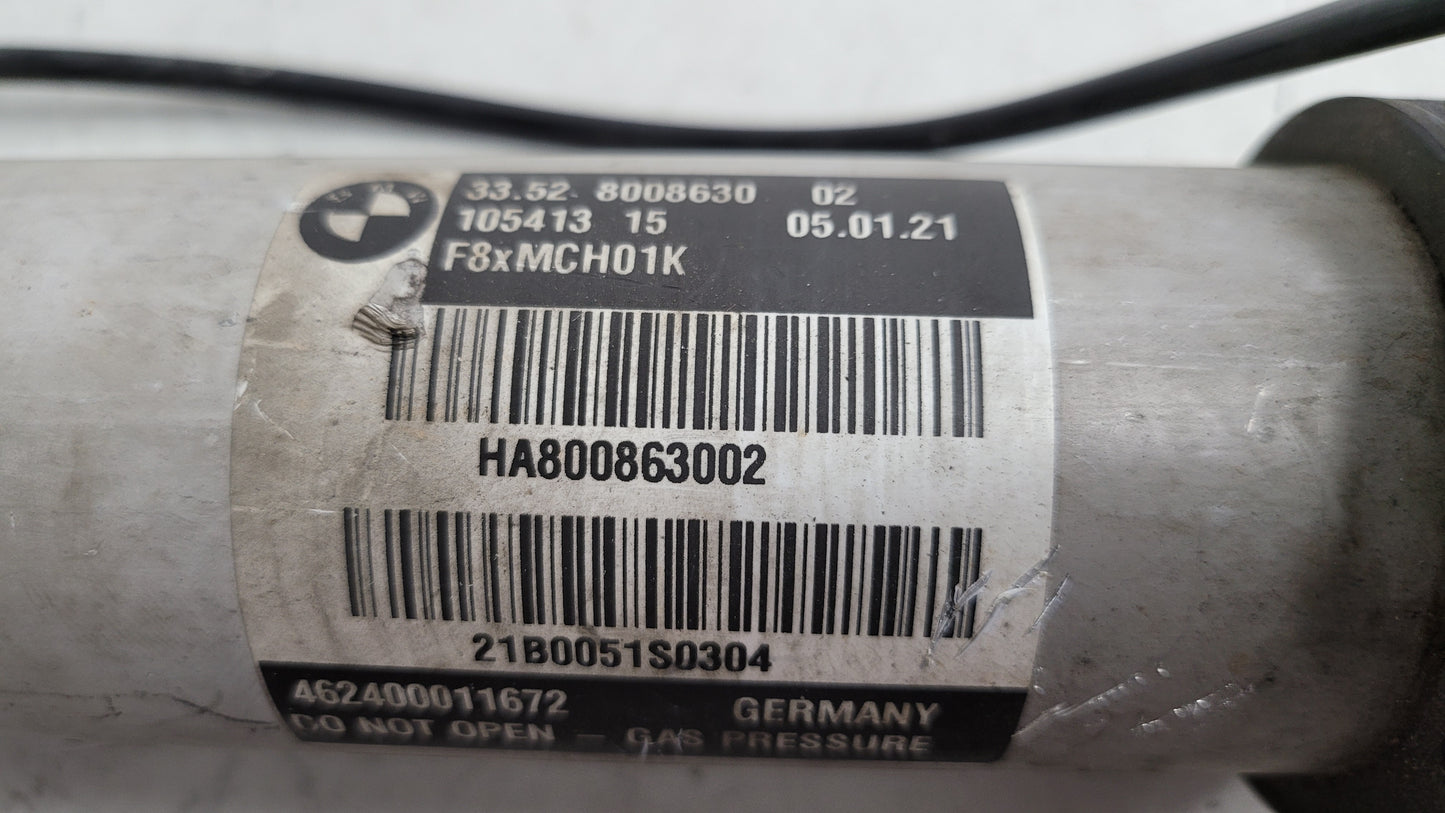 BMW
33.52 8008630 02
105413 15 05.01.21
F8xMCH01K
HA800863002
21B0051S0304
462400011672 GERMANY
DO NOT OPEN - GAS PRESSURE